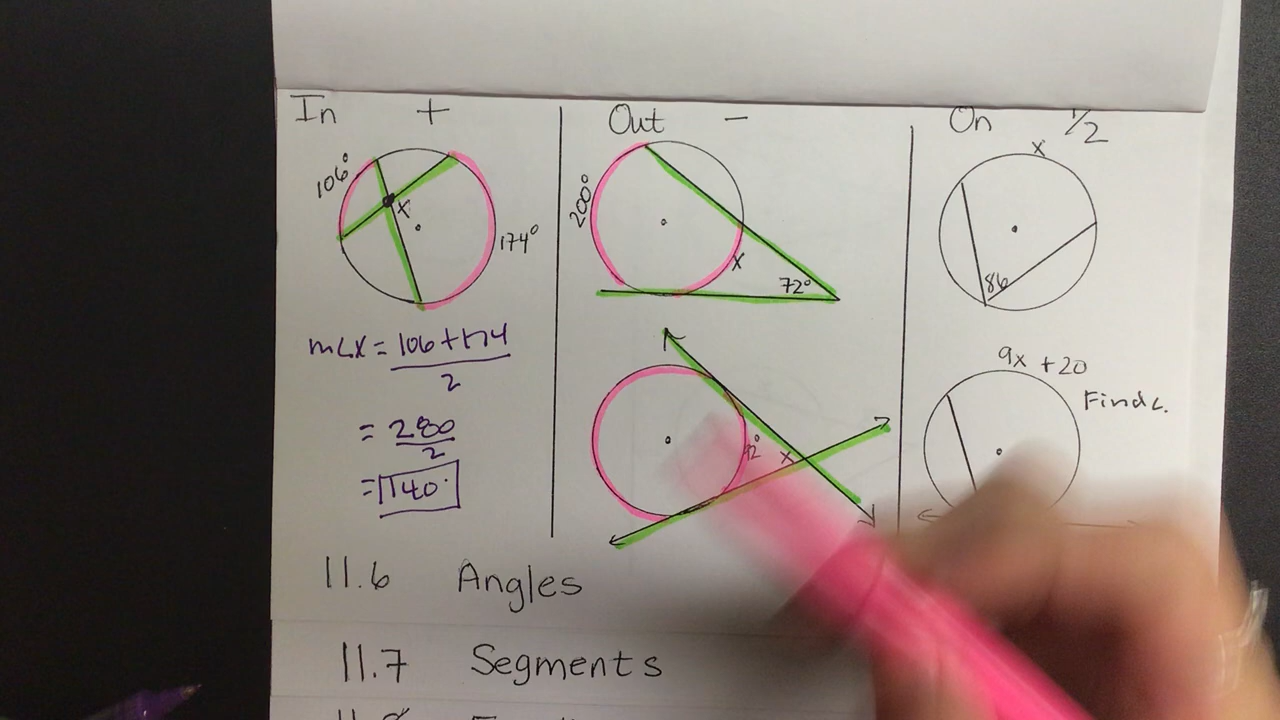 In +
106°
x
174°
m∠x = 106 + 174
2
= 280
2
= 140°
Out -
200°
x
72°
x
On 1/2
x
86
9x + 20
11.6 Angles
11.7 Segments